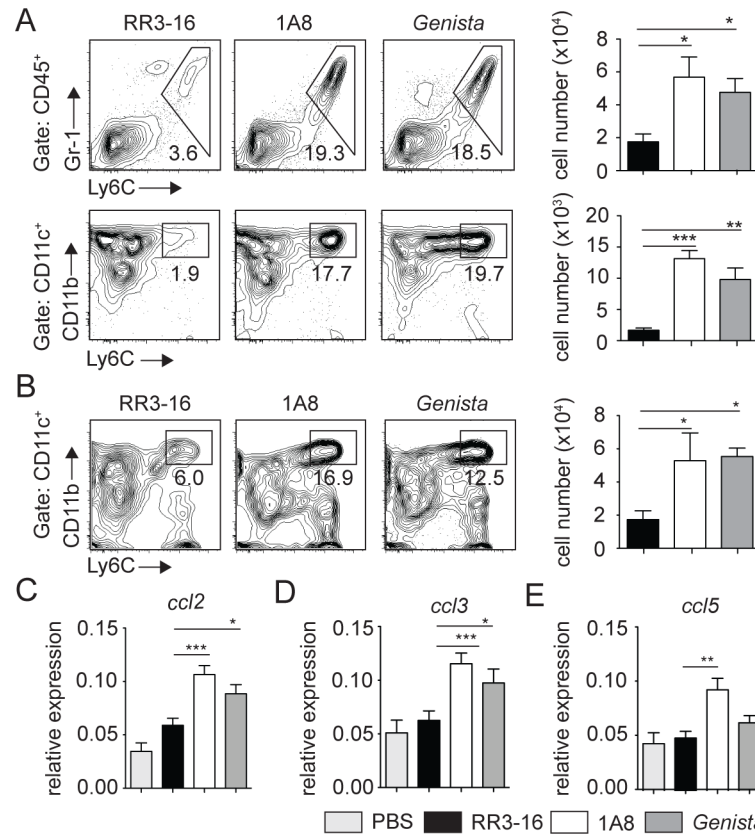 A
RR3-16 1A8 Genista
Gate: CD45⁺
Gr-1
3.6 19.3 18.5
Ly6C
cell number (x10⁴)
8
6
4
2
0
* *
Gate: CD11c⁺
CD11b
1.9 17.7 19.7
Ly6C
cell number (x10³)
20
15
10
5
0
*** **
B
RR3-16 1A8 Genista
Gate: CD11c⁺
CD11b
6.0 16.9 12.5
Ly6C
cell number (x10⁴)
8
6
4
2
0
* *
C
ccl2
relative expression
0.15
0.10
0.05
0.00
*** *
D
ccl3
relative expression
0.15
0.10
0.05
0.00
*** *
E
ccl5
relative expression
0.15
0.10
0.05
0.00
**
PBS RR3-16 1A8 Genista